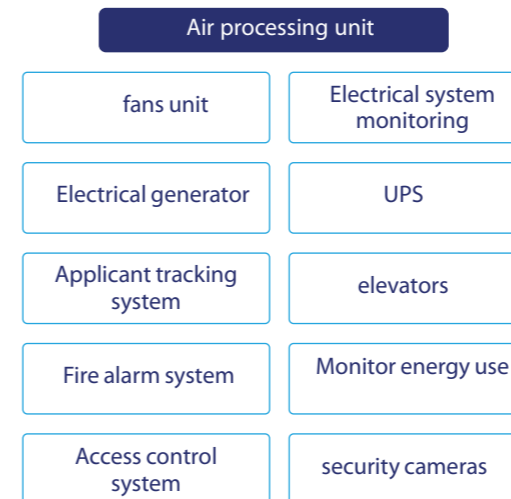 Air processing unit
fans unit
Electrical system
monitoring
Electrical generator
UPS
Applicant tracking
system
elevators
Fire alarm system
Monitor energy use
Access control
system
security cameras